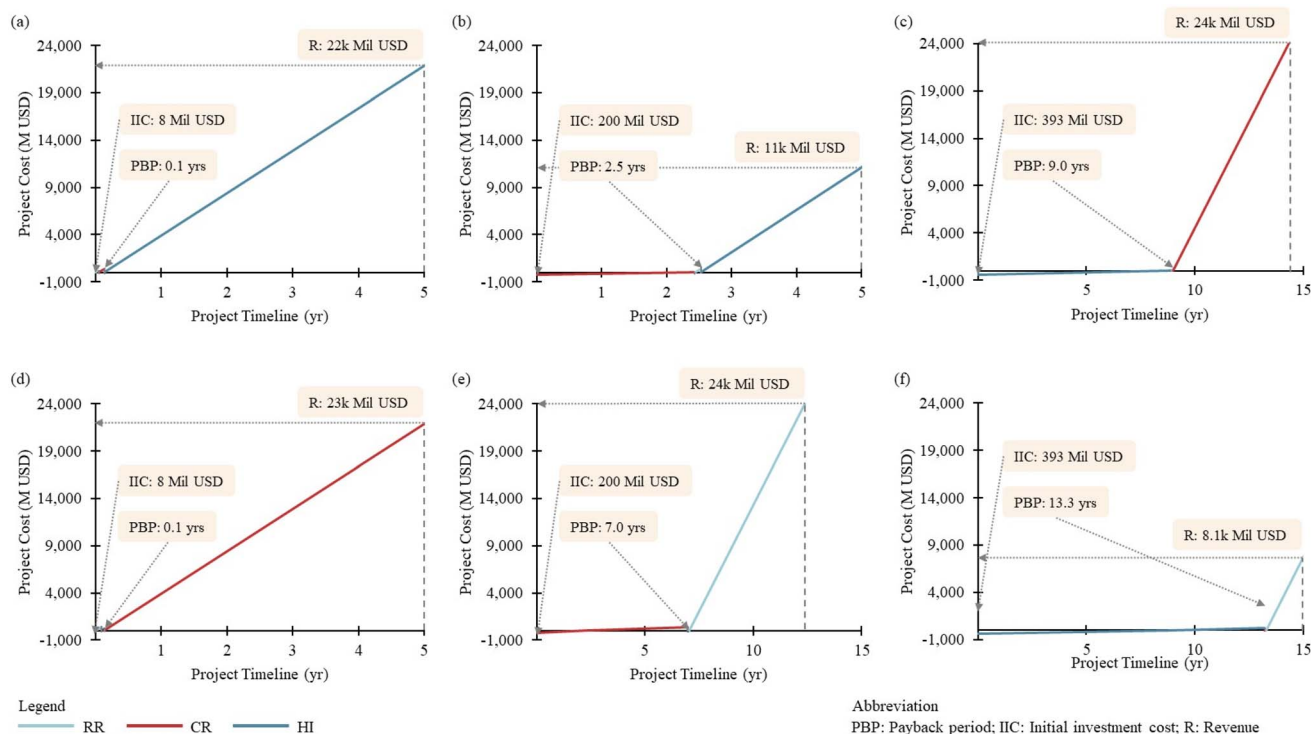 (a)
24,000
19,000
14,000
9,000
4,000
-1,000
Project Cost (M USD)
R: 22k Mil USD
IIC: 8 Mil USD
PBP: 0.1 yrs
1 2 3 4 5
Project Timeline (yr)
(b)
24,000
19,000
14,000
9,000
4,000
-1,000
Project Cost (M USD)
IIC: 200 Mil USD
R: 11k Mil USD
PBP: 2.5 yrs
1 2 3 4 5
Project Timeline (yr)
(c)
24,000
19,000
14,000
9,000
4,000
-1,000
Project Cost (M USD)
R: 24k Mil USD
IIC: 393 Mil USD
PBP: 9.0 yrs
5 10 15
Project Timeline (yr)
(d)
24,000
19,000
14,000
9,000
4,000
-1,000
Project Cost (M USD)
R: 23k Mil USD
IIC: 8 Mil USD
PBP: 0.1 yrs
1 2 3 4 5
Project Timeline (yr)
(e)
24,000
19,000
14,000
9,000
4,000
-1,000
Project Cost (M USD)
R: 24k Mil USD
IIC: 200 Mil USD
PBP: 7.0 yrs
5 10 15
Project Timeline (yr)
(f)
24,000
19,000
14,000
9,000
4,000
-1,000
Project Cost (M USD)
IIC: 393 Mil USD
PBP: 13.3 yrs
R: 8.1k Mil USD
5 10 15
Project Timeline (yr)
Legend
RR CR HI
Abbreviation
PBP: Payback period; IIC: Initial investment cost; R: Revenue